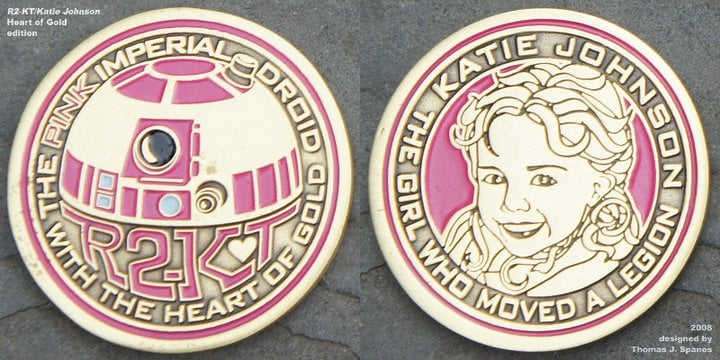 R2-KT/Katie Johnson
Heart of Gold
edition
THE PINK IMPERIAL DROID
WITH THE HEART OF GOLD
R2-KT
KATIE JOHNSON
THE GIRL WHO MOVED A LEGION
2008
designed by
Thomas J. Spanos